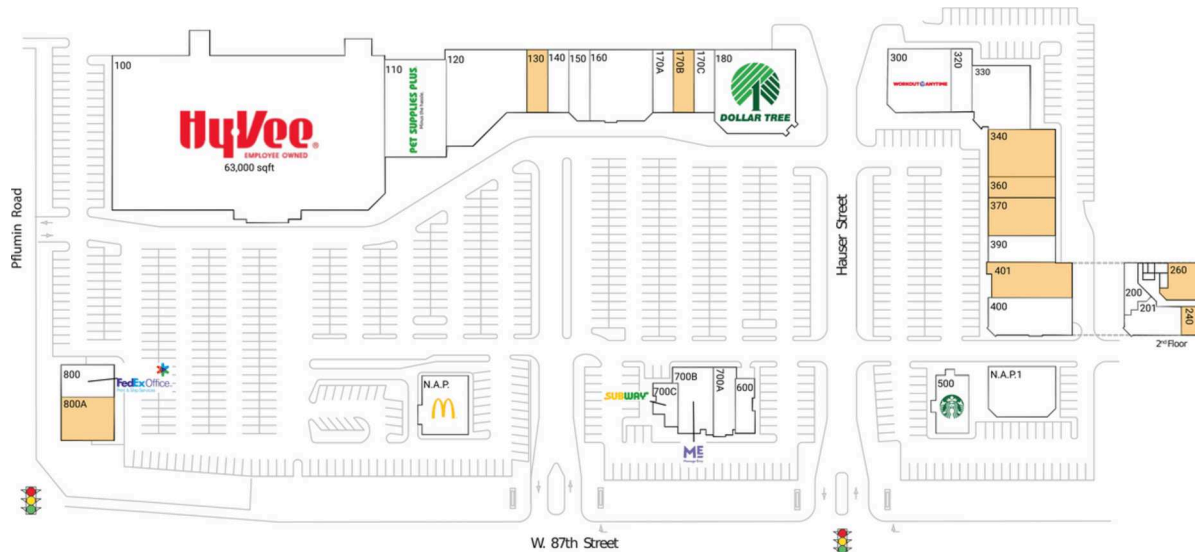 100
HyVee
EMPLOYEE OWNED
63,000 sqft
110
PET SUPPLIES PLUS
120
130
140
150
160
170A
170B
170C
180
DOLLAR TREE
300
WORKOUT ANYTIME
320
330
340
360
370
390
401
400
260
200
201
240
2nd Floor
Pflumin Road
Hauser Street
800
FedEx Office.
800A
N.A.P.
700B
700A
600
700C
SUBWAY
ME
500
N.A.P.1
W. 87th Street